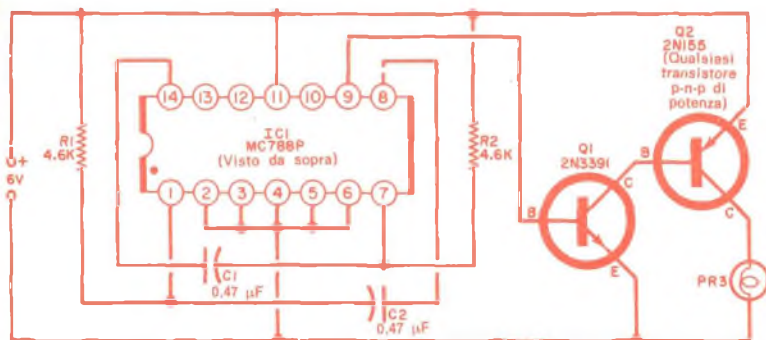 Q2
2N155
(Qualsiasi
transistore
p-n-p di
potenza)
E
B
C
14 13 12 11 10 9 8
IC1
MC788P
(Visto da sopra)
1 2 3 4 5 6 7
R1
4.6K
R2
4.6K
+
6V
Q1
2N3391
B
C
E
C1
0,47 µF
C2
0,47 µF
PR3